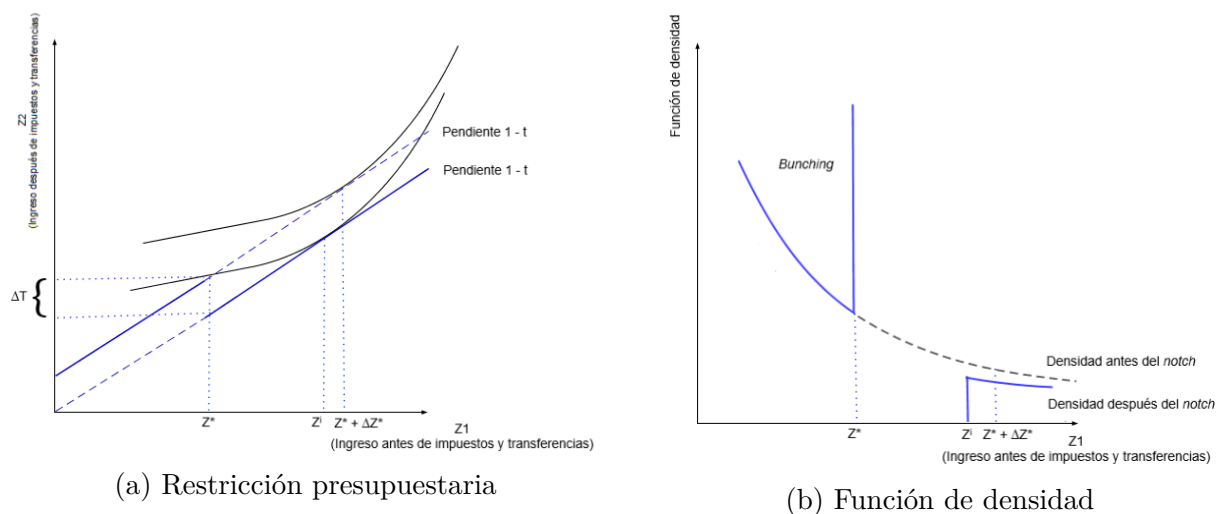 Z2
(Ingreso después de impuestos y transferencias)
Pendiente 1 - t
Pendiente 1 - t
ΔT
{
Z*
Zⁱ
Z* + ΔZ*
Z1
(Ingreso antes de impuestos y transferencias)
(a) Restricción presupuestaria
Función de densidad
Bunching
Densidad antes del notch
Densidad después del notch
Z*
Zⁱ
Z* + ΔZ*
Z1
(Ingreso antes de impuestos y transferencias)
(b) Función de densidad